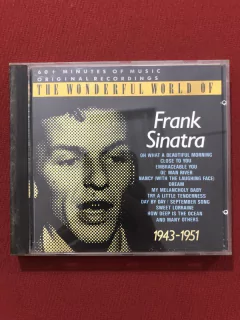 60+ MINUTES OF MUSIC
ORIGINAL RECORDINGS
THE WONDERFUL WORLD OF
Frank
Sinatra
OH WHAT A BEAUTIFUL MORNING
CLOSE TO YOU
EMBRACEABLE YOU
OL' MAN RIVER
NANCY (WITH THE LAUGHING FACE)
DREAM
MY MELANCHOLY BABY
TRY A LITTLE TENDERNESS
DAY BY DAY / SEPTEMBER SONG
SWEET LORRAINE
HOW DEEP IS THE OCEAN
AND MANY OTHERS
1943-1951